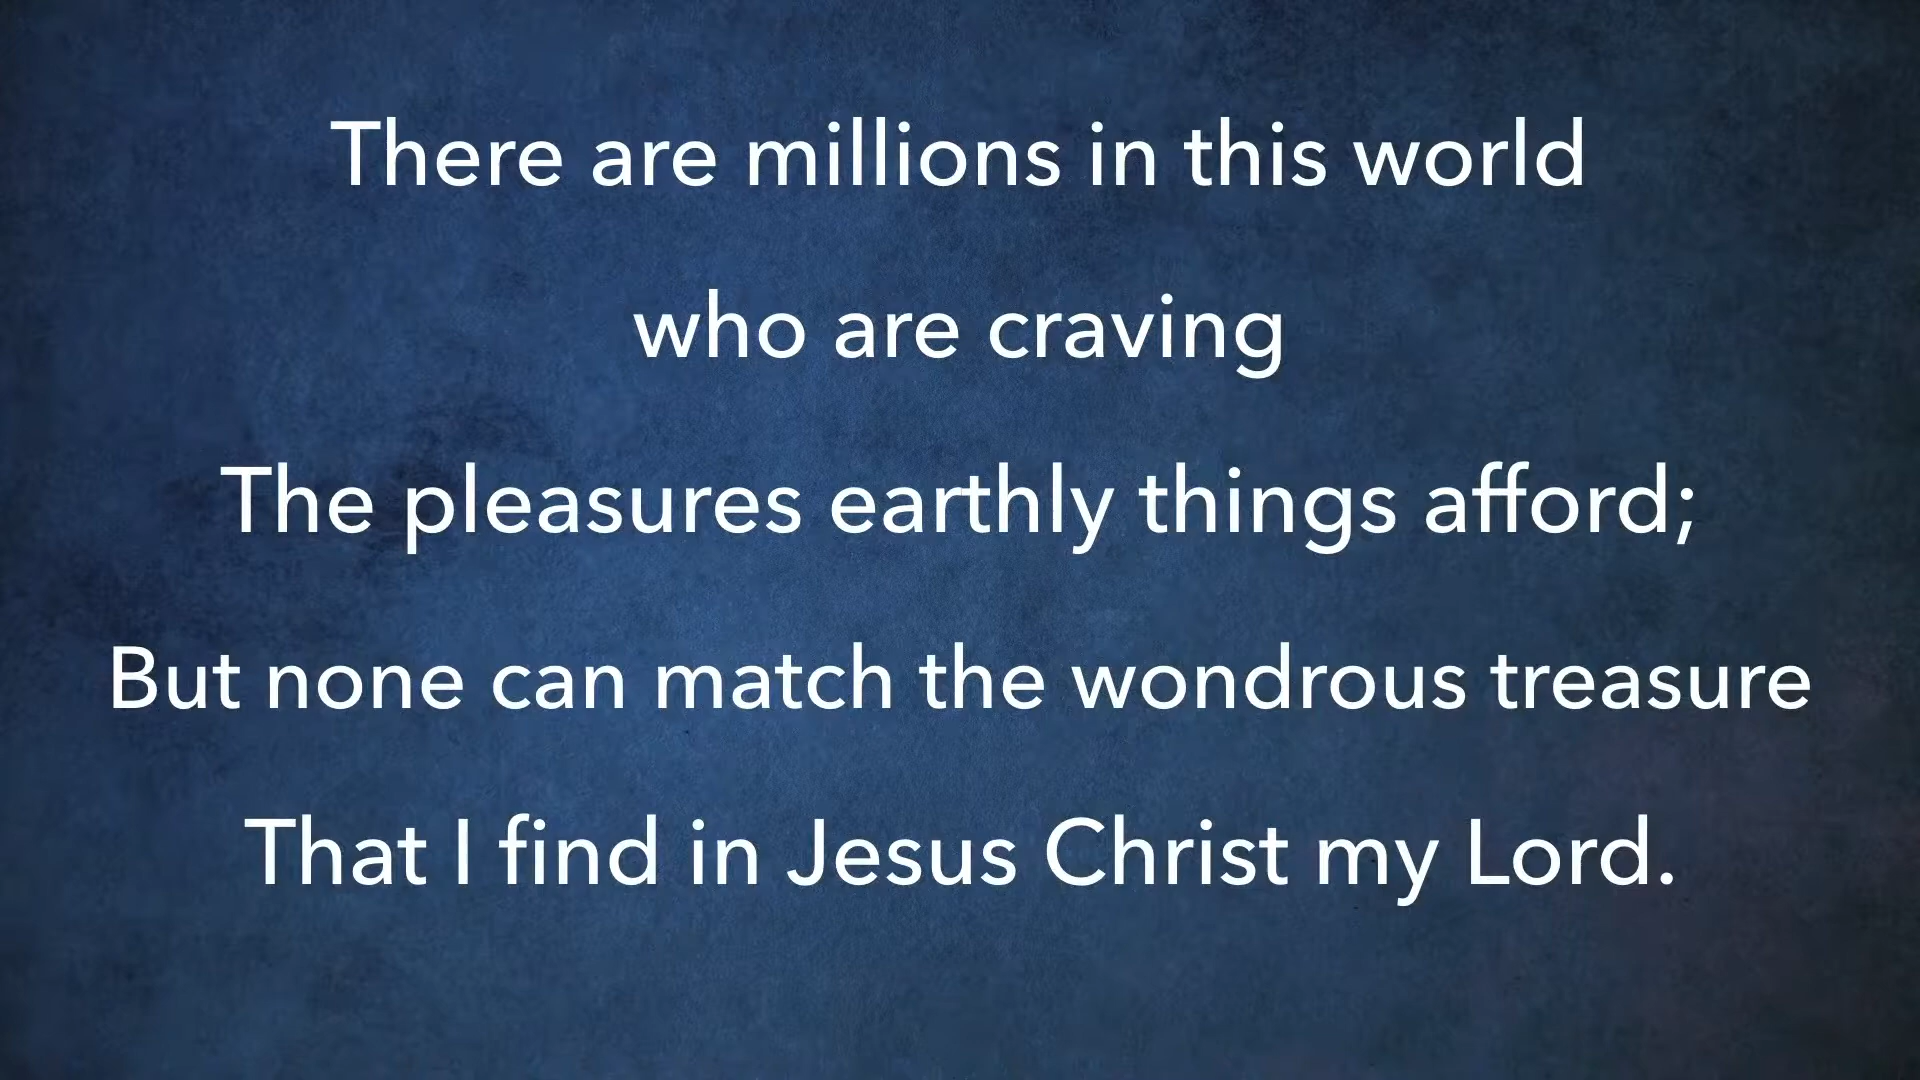 There are millions in this world
who are craving
The pleasures earthly things afford;
But none can match the wondrous treasure
That I find in Jesus Christ my Lord.